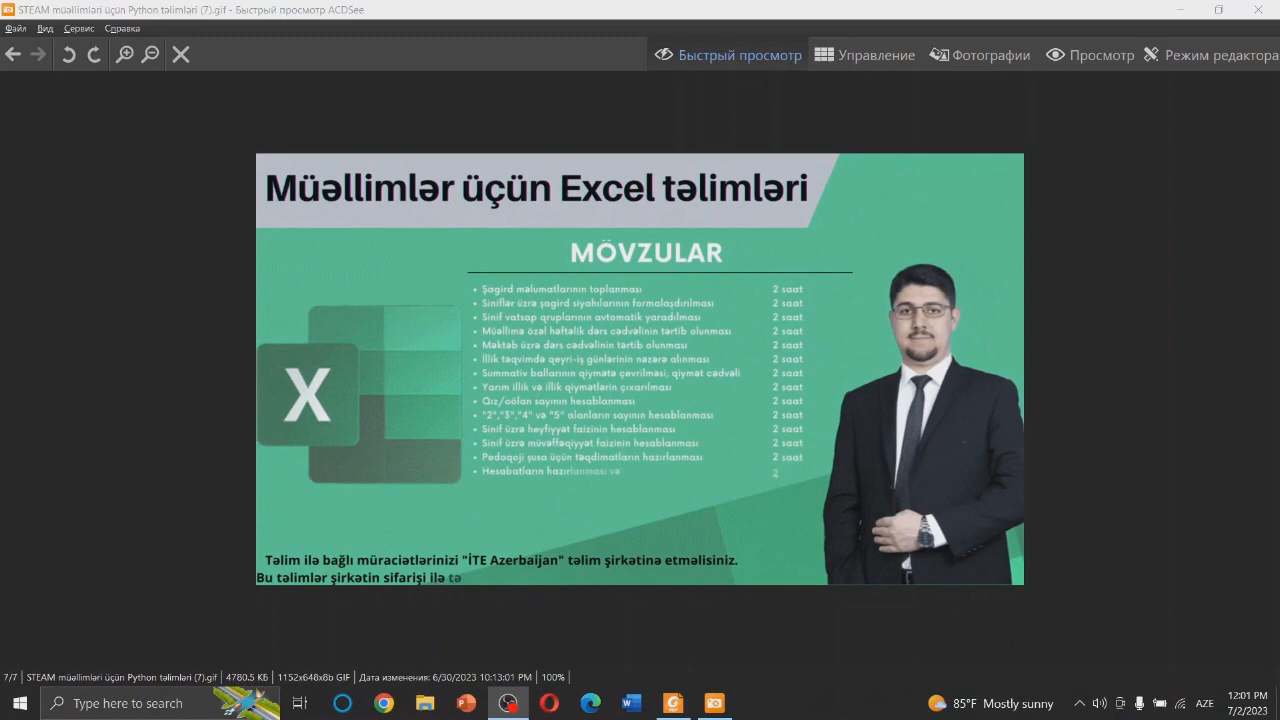 STEAM müəllimləri üçün Python təlimləri (7).gif - Быстрый просмотр ACDSee
Файл Вид Сервис Справка
Быстрый просмотр Управление Фотографии Просмотр Режим редактора
Müəllimlər üçün Excel təlimləri
MÖVZULAR
• Şagird məlumatlarının toplanması 2 saat
• Siniflər üzrə şagird siyahılarının formalaşdırılması 2 saat
• Sinif vatsap qruplarının avtomatik yaradılması 2 saat
• Müəllimə özəl həftəlik dərs cədvəlinin tərtib olunması 2 saat
• Məktəb üzrə dərs cədvəlinin tərtib olunması 2 saat
• İllik təqvimdə qeyri-iş günlərinin nəzərə alınması 2 saat
• Summativ ballarının qiymətə çevrilməsi, qiymət cədvəli 2 saat
• Yarım illik və illik qiymətlərin çıxarılması 2 saat
• Qız/oölan sayının hesablanması 2 saat
• "2","3","4" və "5" alanların sayının hesablanması 2 saat
• Sinif üzrə heyfiyyət faizinin hesablanması 2 saat
• Sinif üzrə müvəffəqiyyət faizinin hesablanması 2 saat
• Pedaqoji şusa üçün təqdimatların hazırlanması 2 saat
• Hesabatların hazırlanması və 2
X
Təlim ilə bağlı müraciətlərinizi "İTE Azerbaijan" təlim şirkətinə etməlisiniz.
Bu təlimlər şirkətin sifarişi ilə tə
7/7 STEAM müəllimləri üçün Python təlimləri (7).gif 4780.5 КБ 1152x648x8b GIF Дата изменения: 6/30/2023 10:13:01 PM 100%
Type here to search 85°F Mostly sunny AZE 12:01 PM
7/2/2023